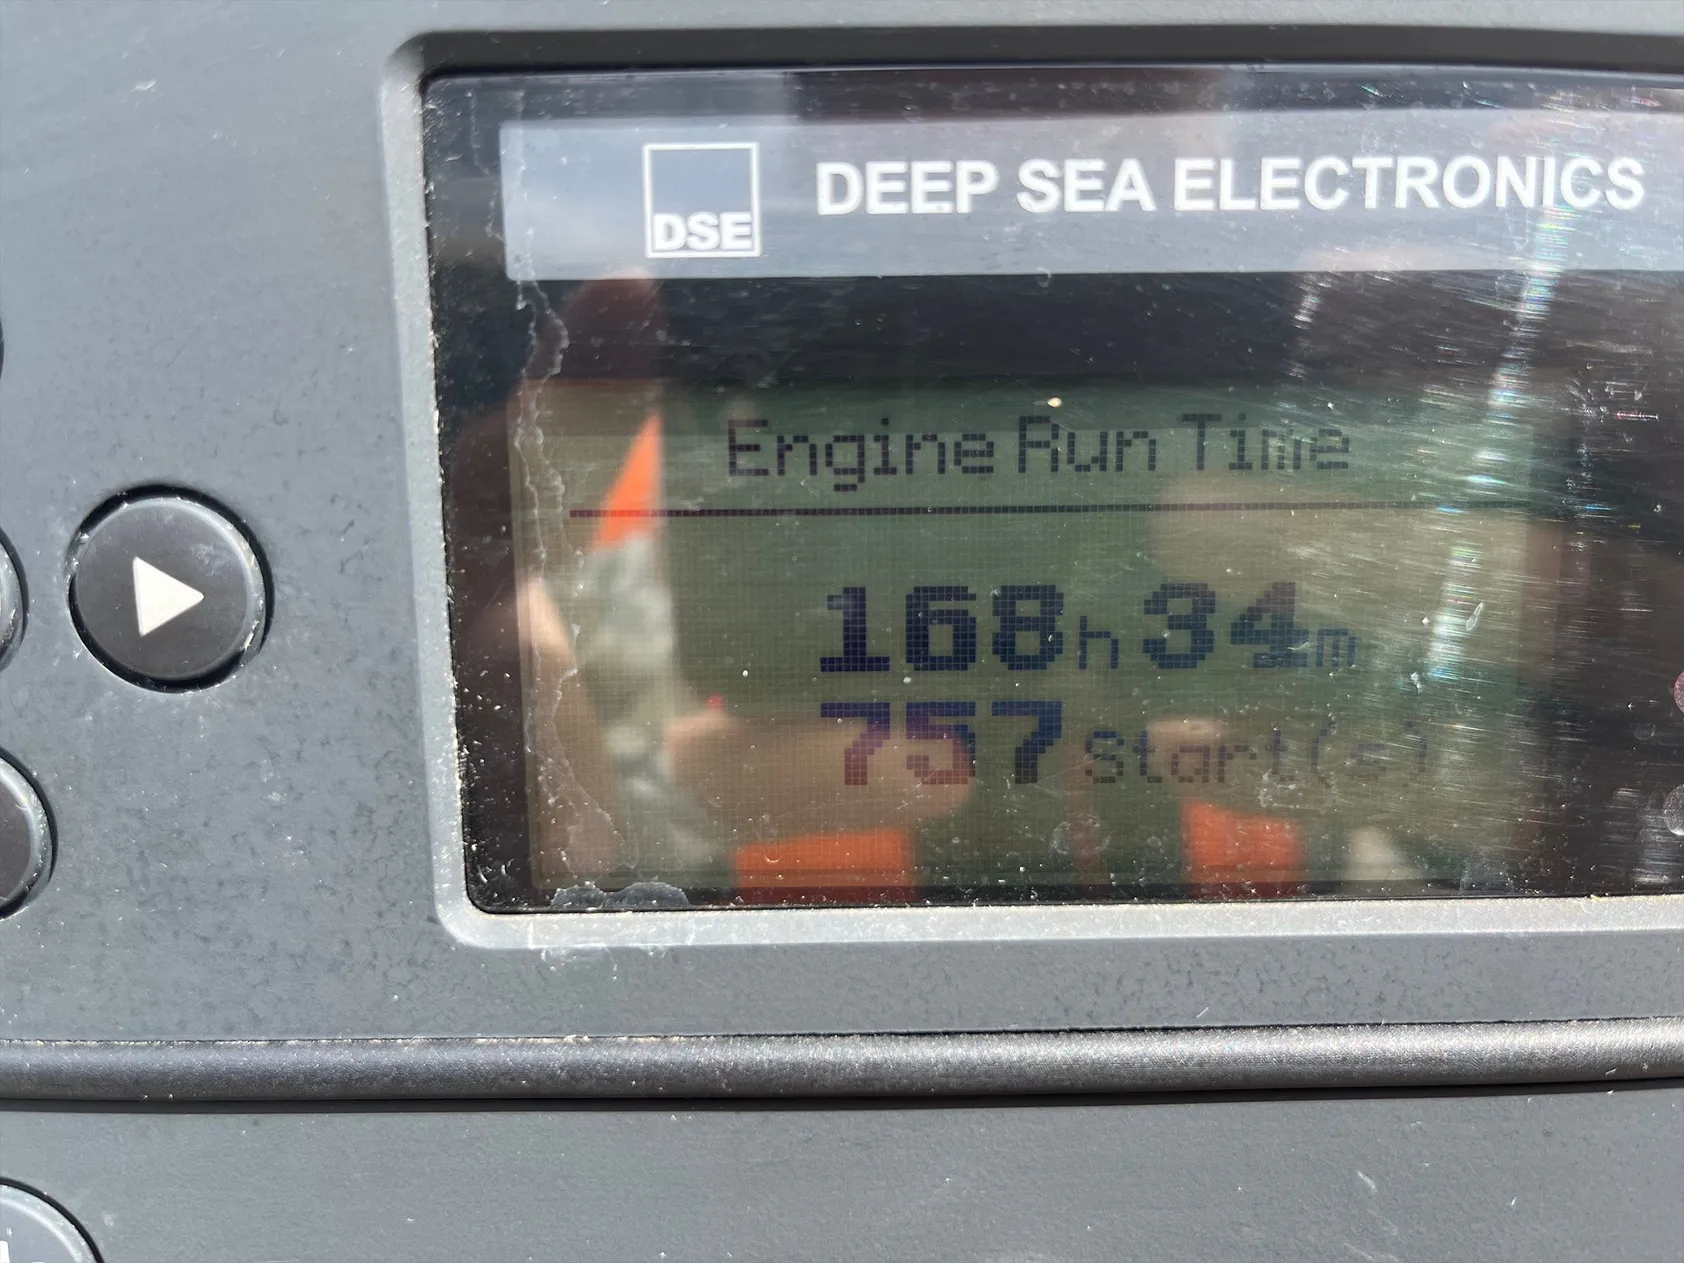 DSE DEEP SEA ELECTRONICS
Engine Run Time
168h 34m
757 Start(s)